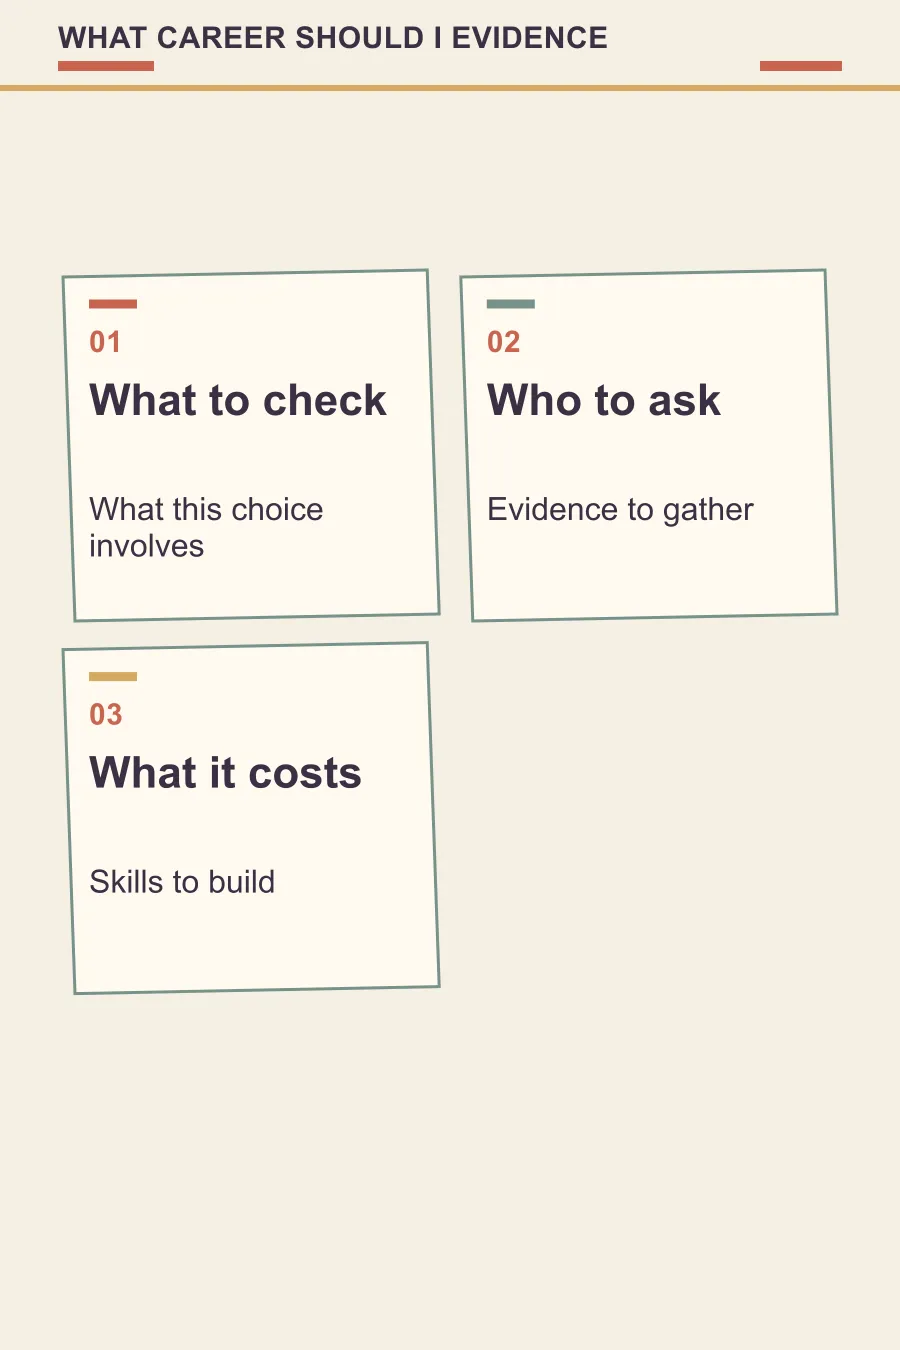 WHAT CAREER SHOULD I EVIDENCE
01
What to check
What this choice
involves
02
Who to ask
Evidence to gather
03
What it costs
Skills to build